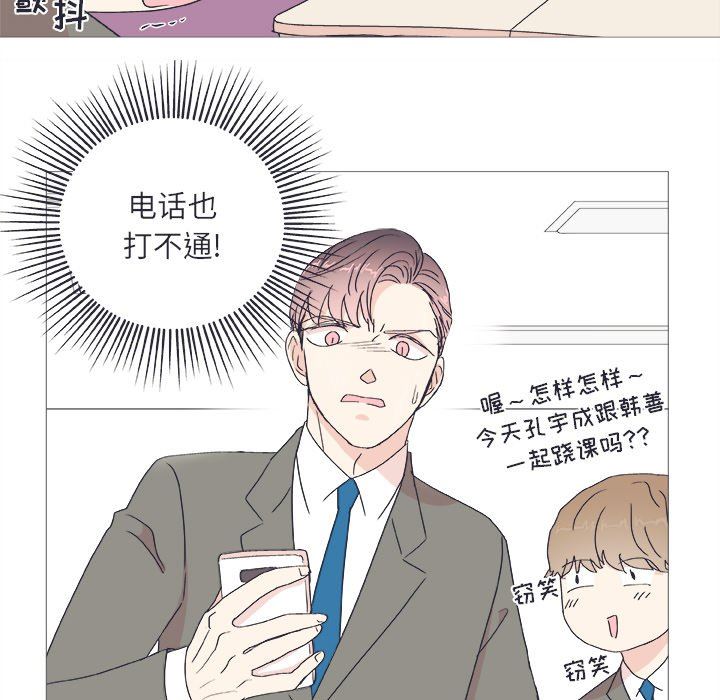 抖
电话也
打不通!
喔～怎样怎样～
今天孔宇成跟韩善
一起跷课吗??
窃笑
窃笑